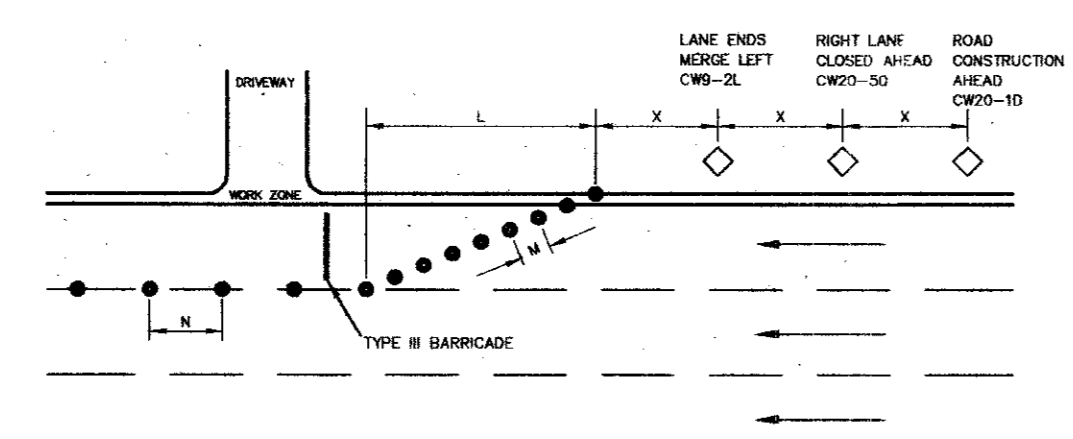 LANE ENDS
MERGE LEFT
CW9-2L
RIGHT LANE
CLOSED AHEAD
CW20-5Q
ROAD
CONSTRUCTION
AHEAD
CW20-1D
DRIVEWAY
L
X
X
X
WORK ZONE
M
N
TYPE III BARRICADE